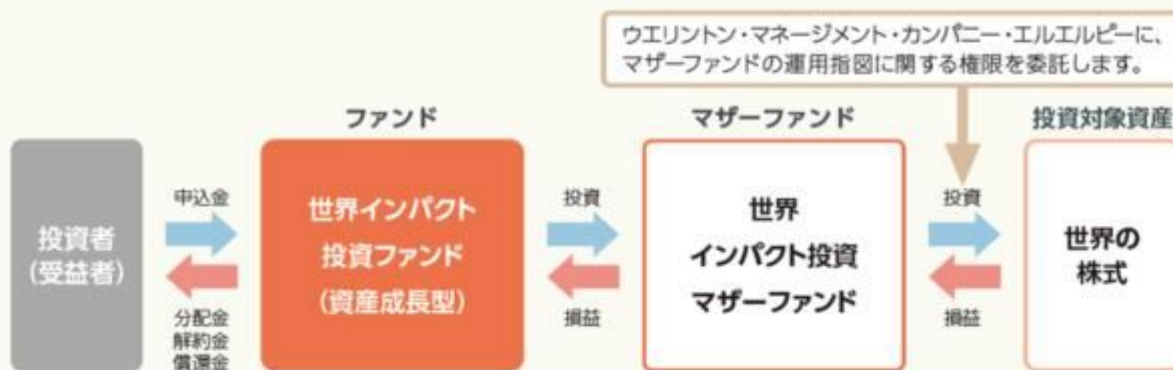 ウエリントン・マネージメント・カンパニー・エルエルピーに、
マザーファンドの運用指図に関する権限を委託します。
ファンド
マザーファンド
投資対象資産
投資者
(受益者)
申込金
分配金
解約金
償還金
世界インパクト
投資ファンド
(資産成長型)
投資
損益
世界
インパクト投資
マザーファンド
投資
損益
世界の
株式